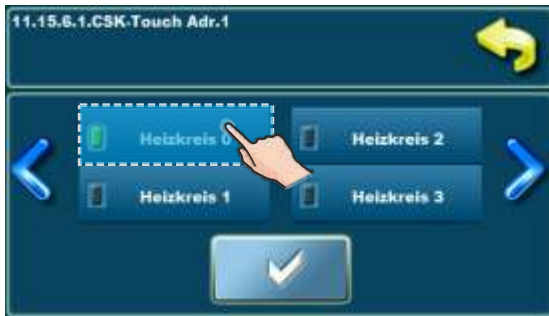 11.15.6.1.CSK-Touch Adr.1
Heizkreis 0
Heizkreis 2
Heizkreis 1
Heizkreis 3